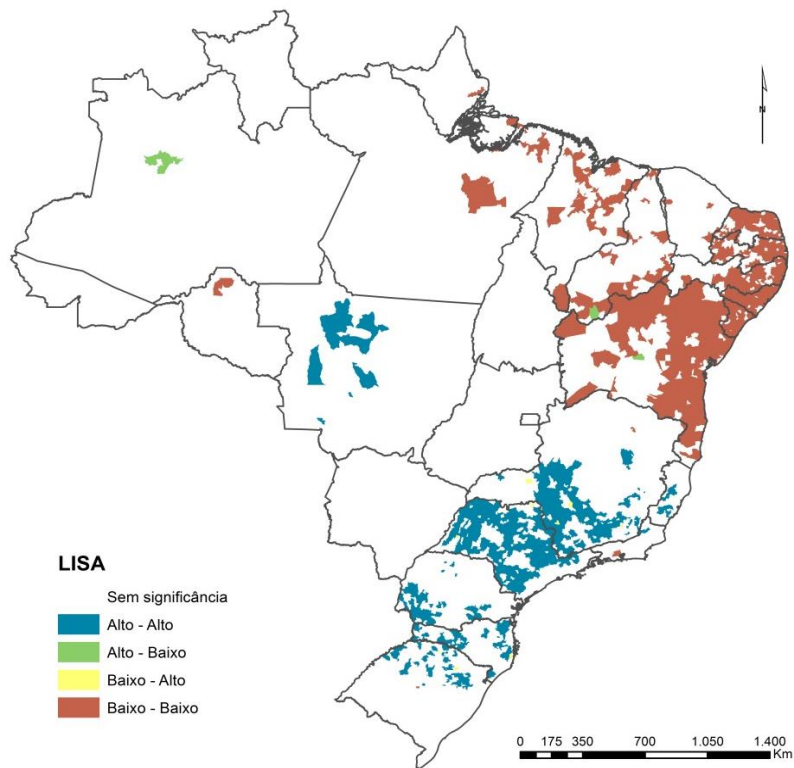 N
LISA
Sem significância
Alto - Alto
Alto - Baixo
Baixo - Alto
Baixo - Baixo
0 175 350 700 1.050 1.400
Km